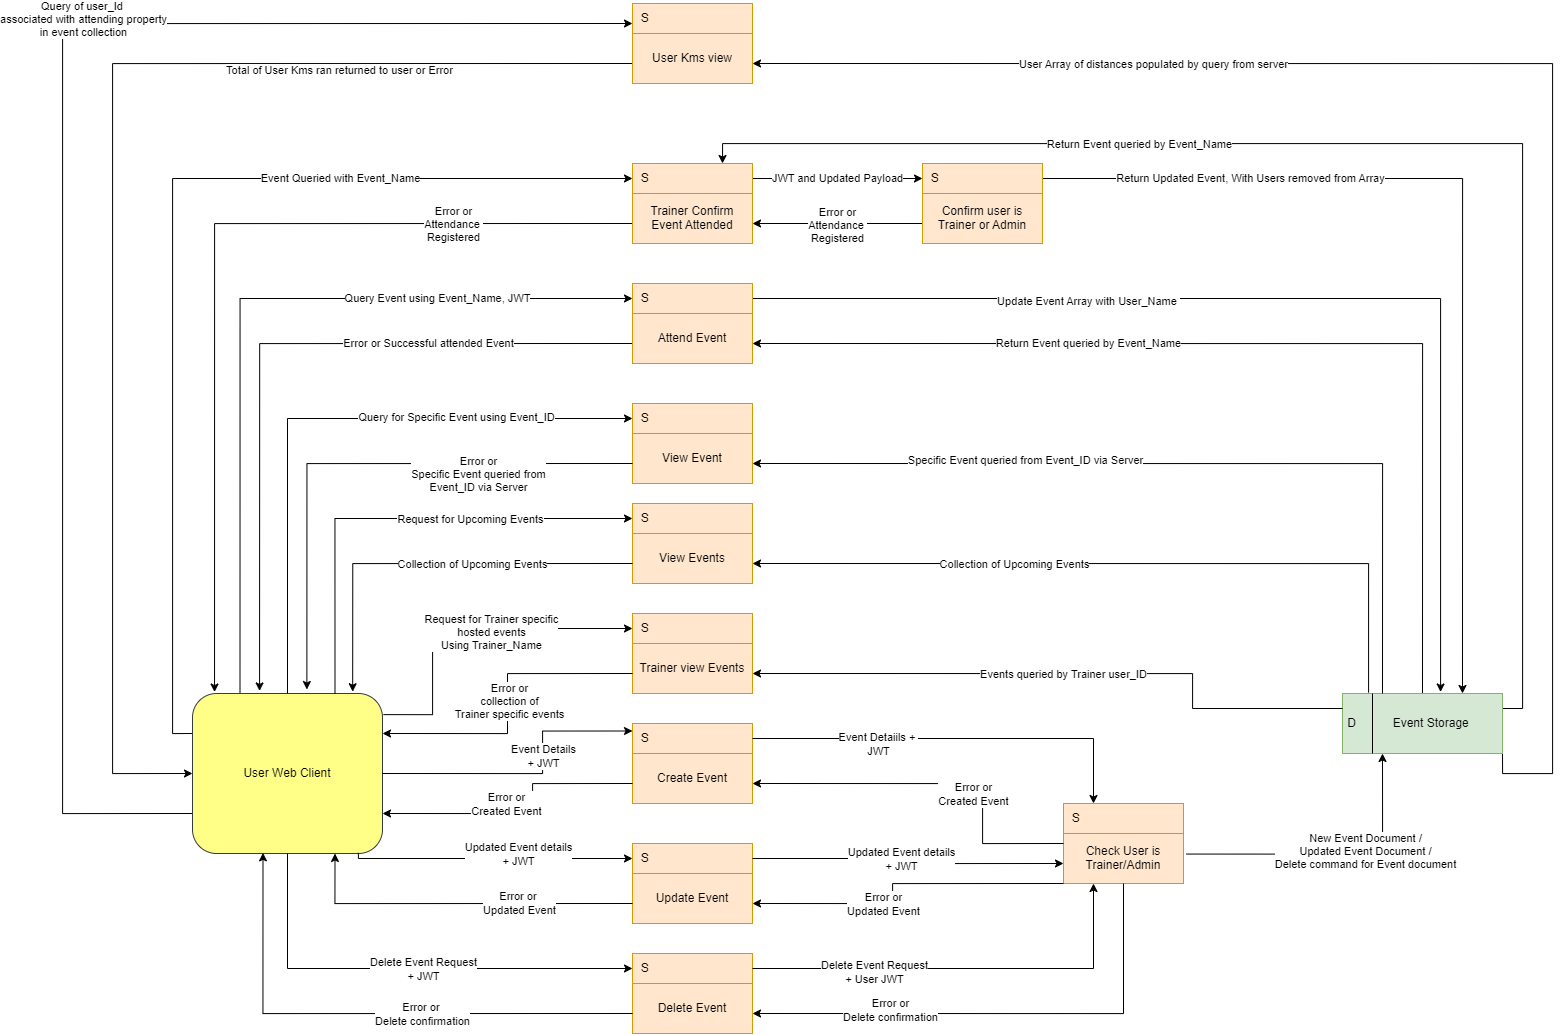 Query of user_Id
associated with attending property
in event collection
S
User Kms view
Total of User Kms ran returned to user or Error
User Array of distances populated by query from server
Return Event queried by Event_Name
Event Queried with Event_Name
S
Trainer Confirm
Event Attended
JWT and Updated Payload
S
Confirm user is
Trainer or Admin
Return Updated Event, With Users removed from Array
Error or
Attendance
Registered
Error or
Attendance
Registered
Query Event using Event_Name, JWT
S
Attend Event
Update Event Array with User_Name
Error or Successful attended Event
Return Event queried by Event_Name
Query for Specific Event using Event_ID
S
View Event
Error or
Specific Event queried from
Event_ID via Server
Specific Event queried from Event_ID via Server
Request for Upcoming Events
S
View Events
Collection of Upcoming Events
Collection of Upcoming Events
Request for Trainer specific
hosted events
Using Trainer_Name
S
Trainer view Events
Error or
collection of
Trainer specific events
Events queried by Trainer user_ID
D
Event Storage
User Web Client
Event Details
+ JWT
S
Create Event
Event Detaiils +
JWT
Error or
Created Event
Error or
Created Event
S
Check User is
Trainer/Admin
New Event Document /
Updated Event Document /
Delete command for Event document
Updated Event details
+ JWT
S
Update Event
Updated Event details
+ JWT
Error or
Updated Event
Error or
Updated Event
Delete Event Request
+ JWT
S
Delete Event
Delete Event Request
+ User JWT
Error or
Delete confirmation
Error or
Delete confirmation